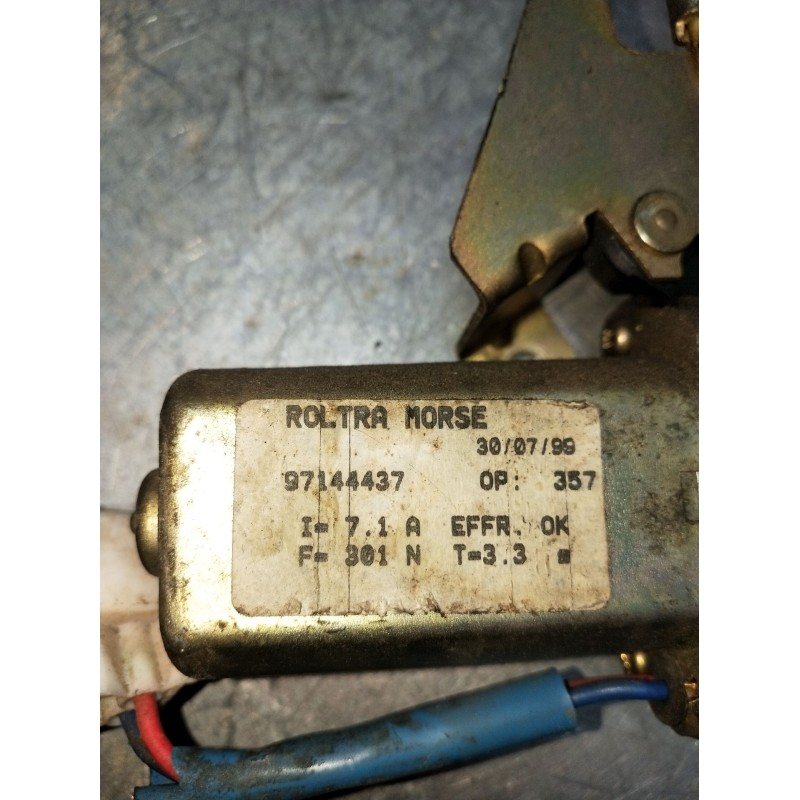 ROLTRA MORSE
30/07/99
97144437 OP: 357
I= 7.1 A EFFR. OK
F= 301 N T=3.3